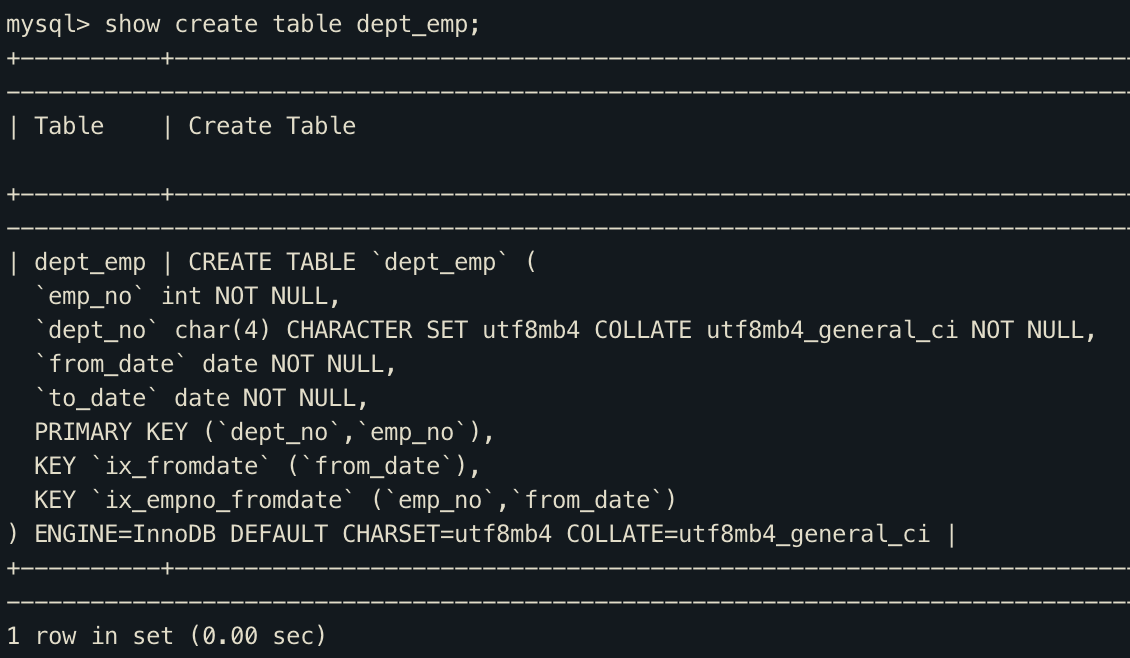 mysql> show create table dept_emp;
+----------+--------------------------------------------------------------------
--------------------------------------------------------------------------------
| Table    | Create Table
+----------+--------------------------------------------------------------------
--------------------------------------------------------------------------------
| dept_emp | CREATE TABLE `dept_emp` (
  `emp_no` int NOT NULL,
  `dept_no` char(4) CHARACTER SET utf8mb4 COLLATE utf8mb4_general_ci NOT NULL,
  `from_date` date NOT NULL,
  `to_date` date NOT NULL,
  PRIMARY KEY (`dept_no`,`emp_no`),
  KEY `ix_fromdate` (`from_date`),
  KEY `ix_empno_fromdate` (`emp_no`,`from_date`)
) ENGINE=InnoDB DEFAULT CHARSET=utf8mb4 COLLATE=utf8mb4_general_ci |
+----------+--------------------------------------------------------------------
--------------------------------------------------------------------------------
1 row in set (0.00 sec)